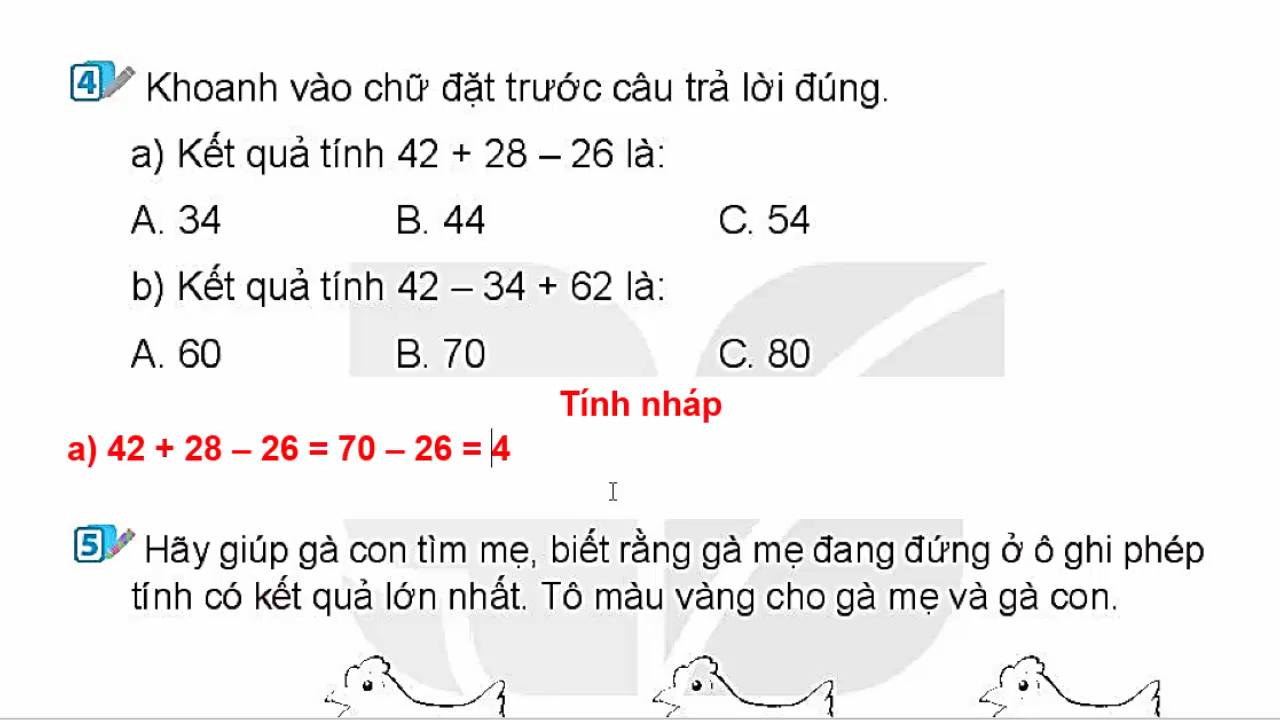 4 Khoanh vào chữ đặt trước câu trả lời đúng.
a) Kết quả tính 42 + 28 – 26 là:
A. 34 B. 44 C. 54
b) Kết quả tính 42 – 34 + 62 là:
A. 60 B. 70 C. 80
Tính nháp
a) 42 + 28 – 26 = 70 – 26 = 4
5 Hãy giúp gà con tìm mẹ, biết rằng gà mẹ đang đứng ở ô ghi phép
tính có kết quả lớn nhất. Tô màu vàng cho gà mẹ và gà con.